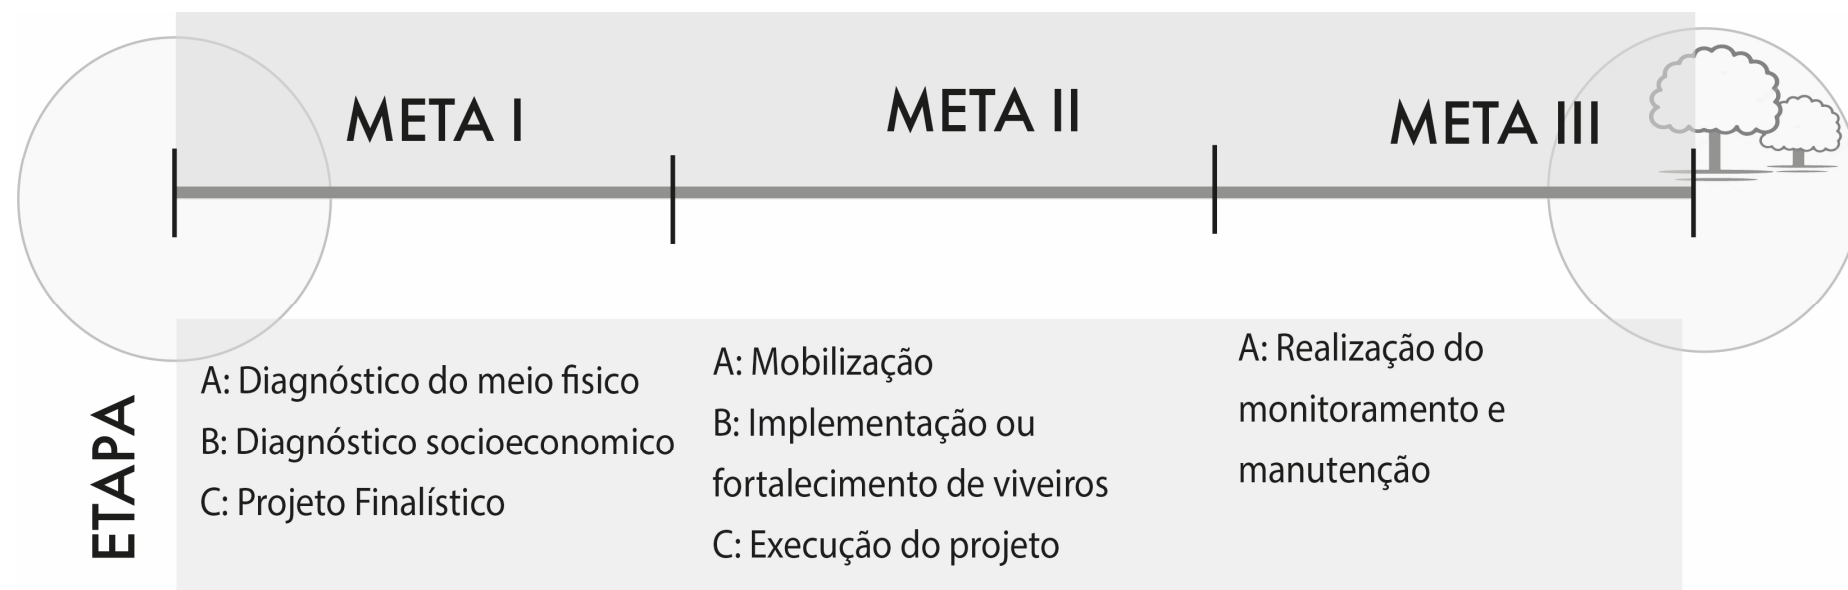 META I
META II
META III
ETAPA
A: Diagnóstico do meio fisico
B: Diagnóstico socioeconomico
C: Projeto Finalístico
A: Mobilização
B: Implementação ou
fortalecimento de viveiros
C: Execução do projeto
A: Realização do
monitoramento e
manutenção